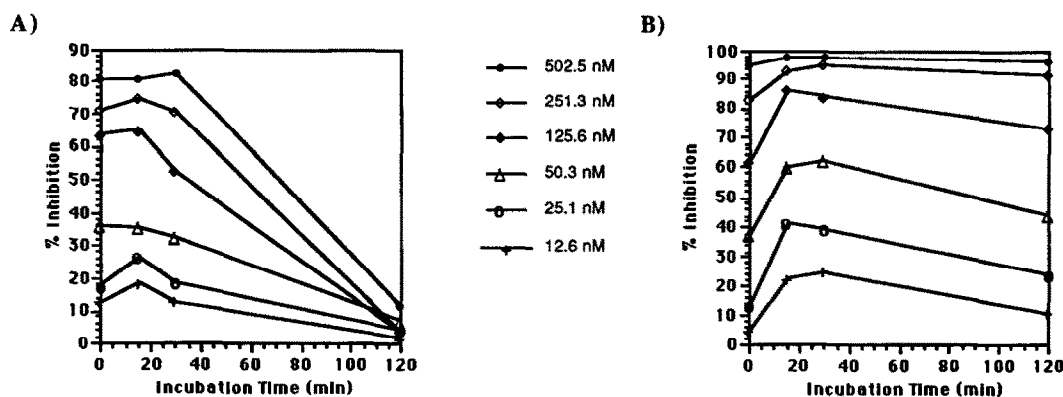 A)
90
80
70
60
50
40
30
20
10
0
% Inhibition
0 20 40 60 80 100 120
Incubation Time (min)
502.5 nM
251.3 nM
125.6 nM
50.3 nM
25.1 nM
12.6 nM
B)
100
90
80
70
60
50
40
30
20
10
0
% Inhibition
0 20 40 60 80 100 120
Incubation Time (min)